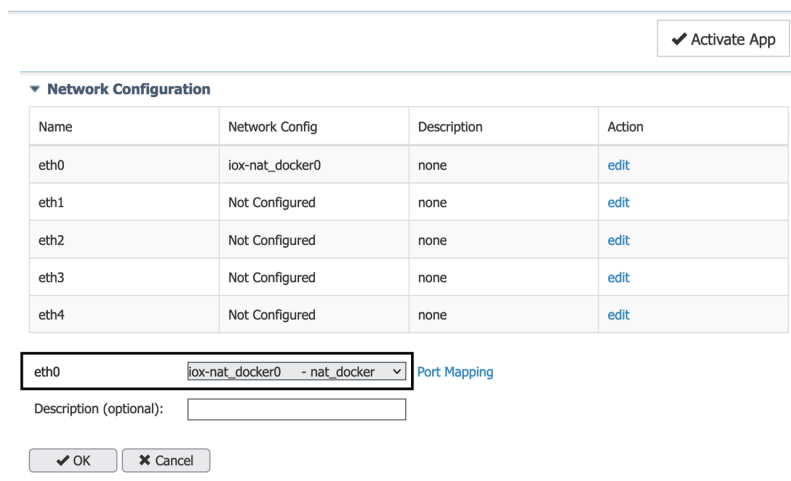 Activate App
Network Configuration
Name Network Config Description Action
eth0 iox-nat_docker0 none edit
eth1 Not Configured none edit
eth2 Not Configured none edit
eth3 Not Configured none edit
eth4 Not Configured none edit
eth0 iox-nat_docker0 - nat_docker Port Mapping
Description (optional):
OK Cancel